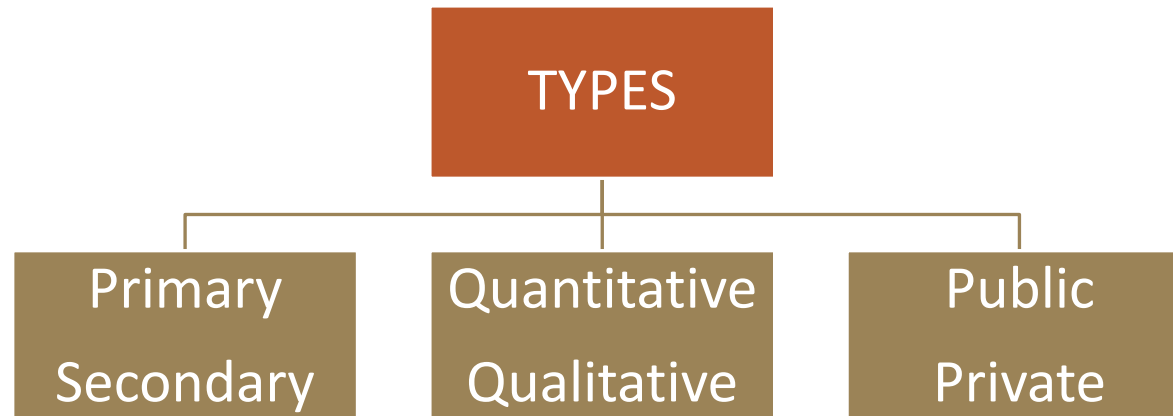 TYPES
Primary
Secondary
Quantitative
Qualitative
Public
Private